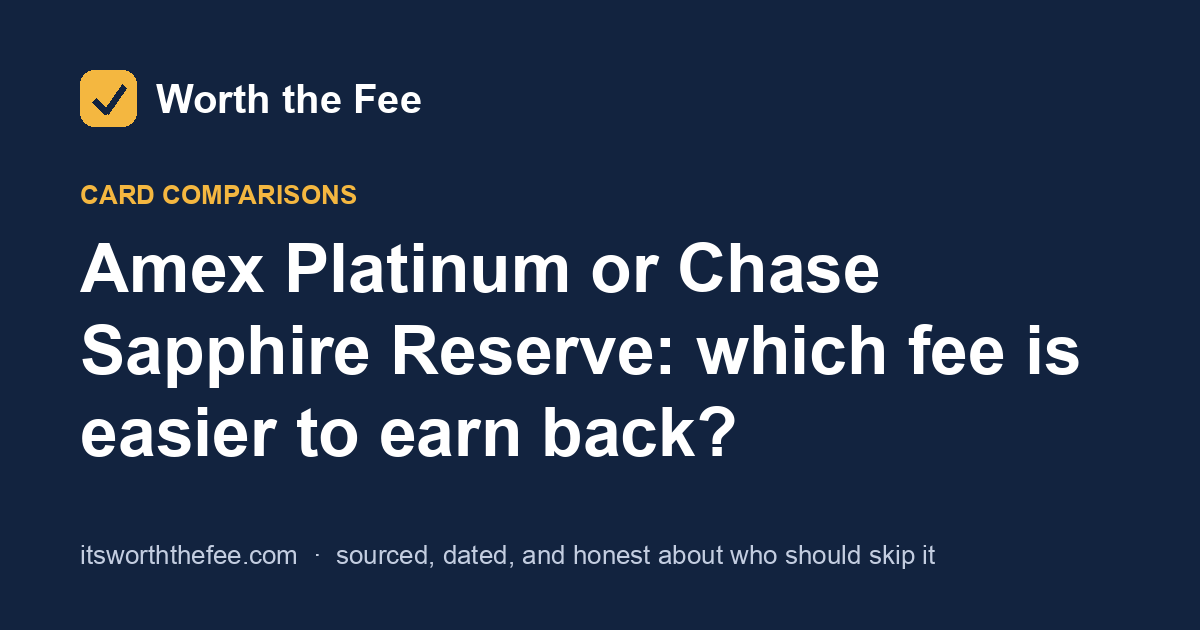 Worth the Fee
CARD COMPARISONS
Amex Platinum or Chase
Sapphire Reserve: which fee is
easier to earn back?
itsworththefee.com · sourced, dated, and honest about who should skip it